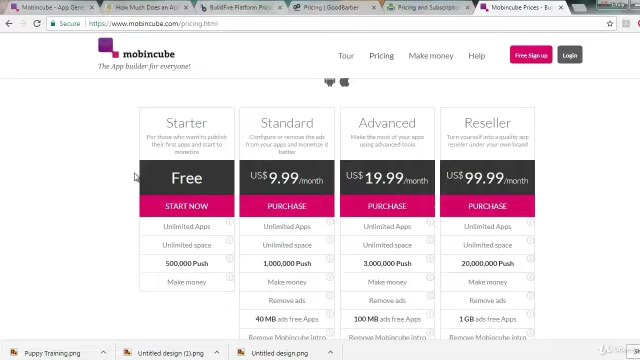 Mobincube - App Gene
How Much Does an Ap
BuildFire Platform Pricin
Pricing | GoodBarber
Pricing and Subscription
Mobincube Prices - Buil
Secure https://www.mobincube.com/pricing.html
mobincube
The App builder for everyone!
Tour Pricing Make money Help Free Sign up Login
Starter
For those who want to publish
their first apps and start to
monetize
Free
START NOW
Unlimited Apps
Unlimited space
500,000 Push
Make money
Standard
Configure or remove the ads
from your apps and monetize it
better
US$ 9.99/month
PURCHASE
Unlimited Apps
Unlimited space
1,000,000 Push
Make money
Remove ads
40 MB ads free Apps
Remove Mobincube intro
Advanced
Make the most of your apps
using advanced tools
US$ 19.99/month
PURCHASE
Unlimited Apps
Unlimited space
3,000,000 Push
Make money
Remove ads
100 MB ads free Apps
Remove Mobincube intro
Reseller
Turn yourself into a quality app
reseller under your own brand
US$ 99.99/month
PURCHASE
Unlimited Apps
Unlimited space
20,000,000 Push
Make money
Remove ads
1 GB ads free Apps
Remove Mobincube intro
Puppy Training.png
Untitled design (1).png
Untitled design.png